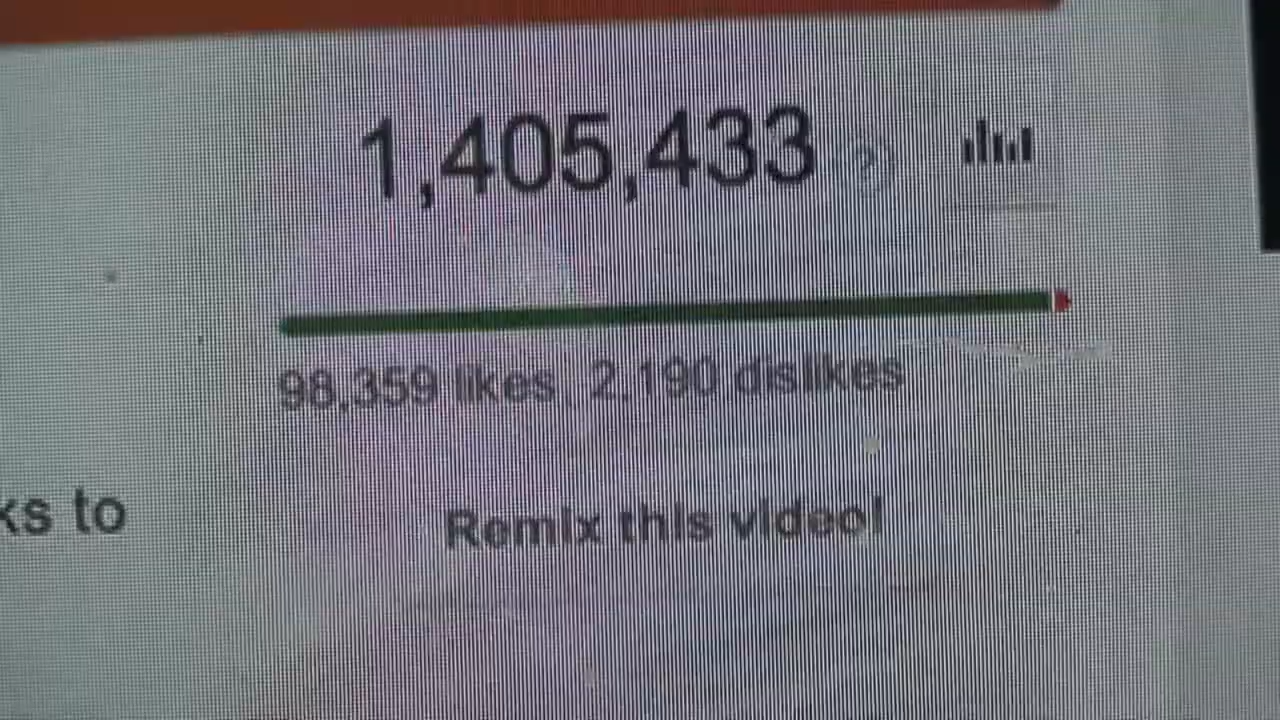 1,405,433 ?
98,359 likes, 2,190 dislikes
ks to
Remix this video!